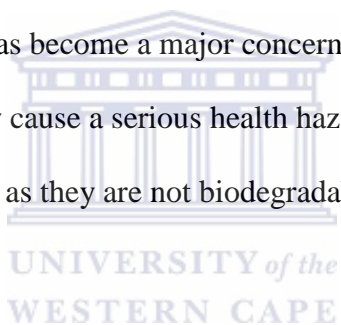 as become a major concern
cause a serious health haz
as they are not biodegrada
UNIVERSITY of the
WESTERN CAPE